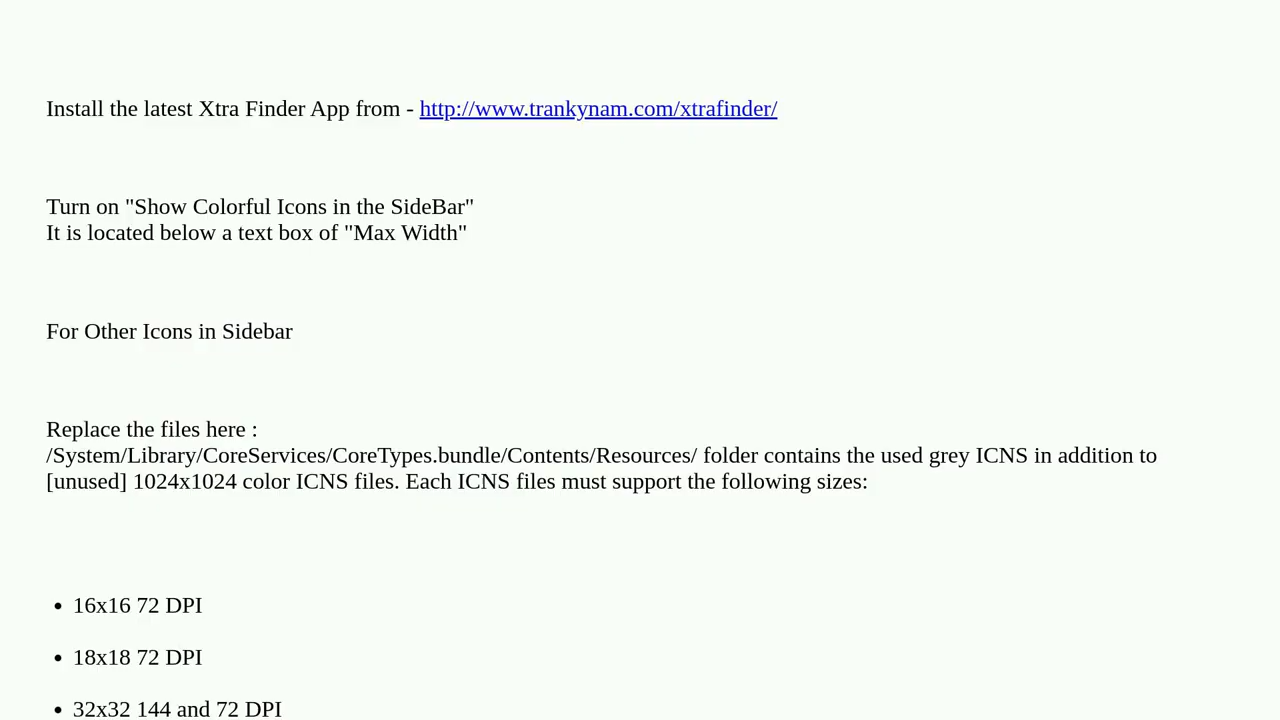 Install the latest Xtra Finder App from - http://www.trankynam.com/xtrafinder/
Turn on "Show Colorful Icons in the SideBar"
It is located below a text box of "Max Width"
For Other Icons in Sidebar
Replace the files here :
/System/Library/CoreServices/CoreTypes.bundle/Contents/Resources/ folder contains the used grey ICNS in addition to
[unused] 1024x1024 color ICNS files. Each ICNS files must support the following sizes:
• 16x16 72 DPI
• 18x18 72 DPI
• 32x32 144 and 72 DPI